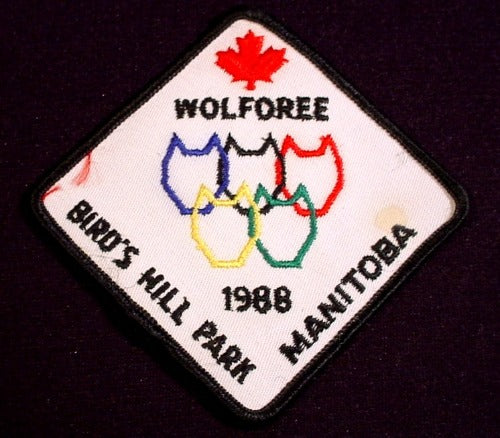 WOLFOREE
1988
BIRD'S HILL PARK
MANITOBA